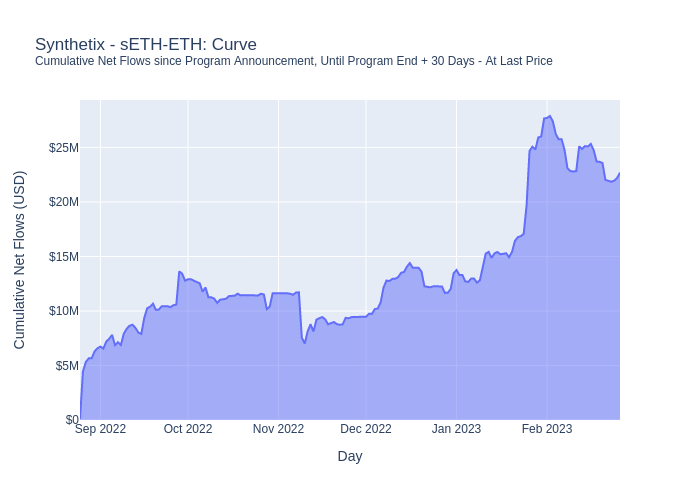 Synthetix - sETH-ETH: Curve
Cumulative Net Flows since Program Announcement, Until Program End + 30 Days - At Last Price
Cumulative Net Flows (USD)
$25M
$20M
$15M
$10M
$5M
$0
Sep 2022 Oct 2022 Nov 2022 Dec 2022 Jan 2023 Feb 2023
Day